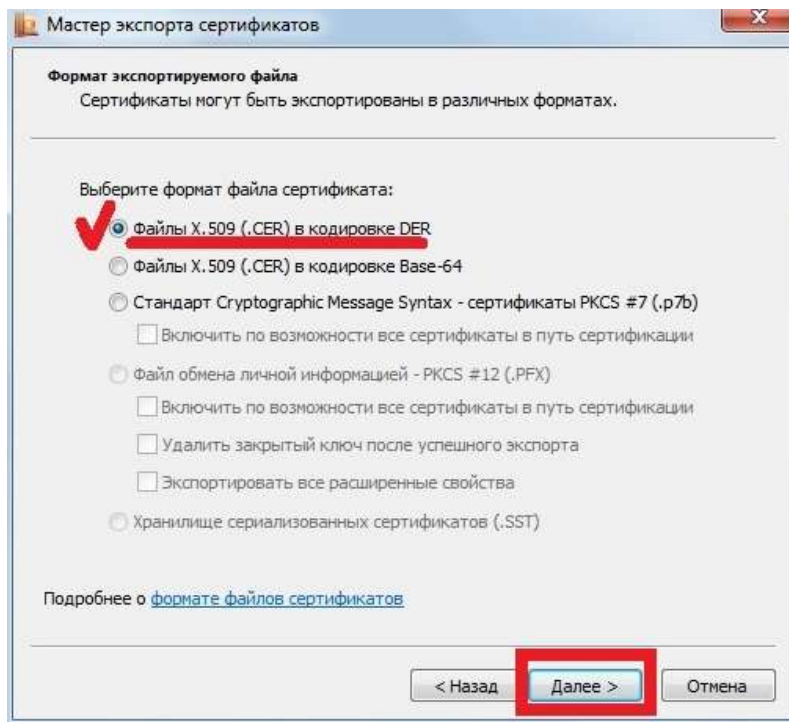 Мастер экспорта сертификатов
Формат экспортируемого файла
Сертификаты могут быть экспортированы в различных форматах.
Выберите формат файла сертификата:
Файлы X.509 (.CER) в кодировке DER
Файлы X.509 (.CER) в кодировке Base-64
Стандарт Cryptographic Message Syntax - сертификаты PKCS #7 (.p7b)
Включить по возможности все сертификаты в путь сертификации
Файл обмена личной информацией - PKCS #12 (.PFX)
Включить по возможности все сертификаты в путь сертификации
Удалить закрытый ключ после успешного экспорта
Экспортировать все расширенные свойства
Хранилище сериализованных сертификатов (.SST)
Подробнее о формате файлов сертификатов
< Назад Далее > Отмена